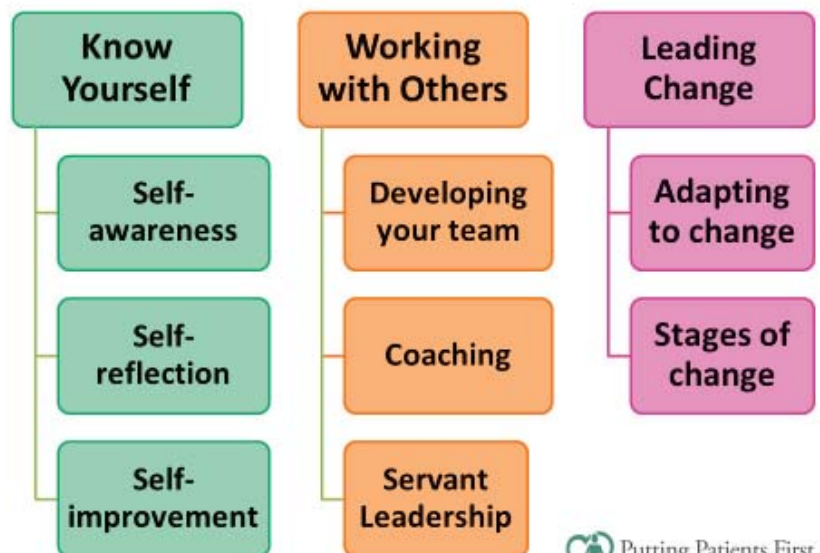 Know
Yourself
Self-
awareness
Self-
reflection
Self-
improvement
Working
with Others
Developing
your team
Coaching
Servant
Leadership
Leading
Change
Adapting
to change
Stages of
change
Putting Patients First